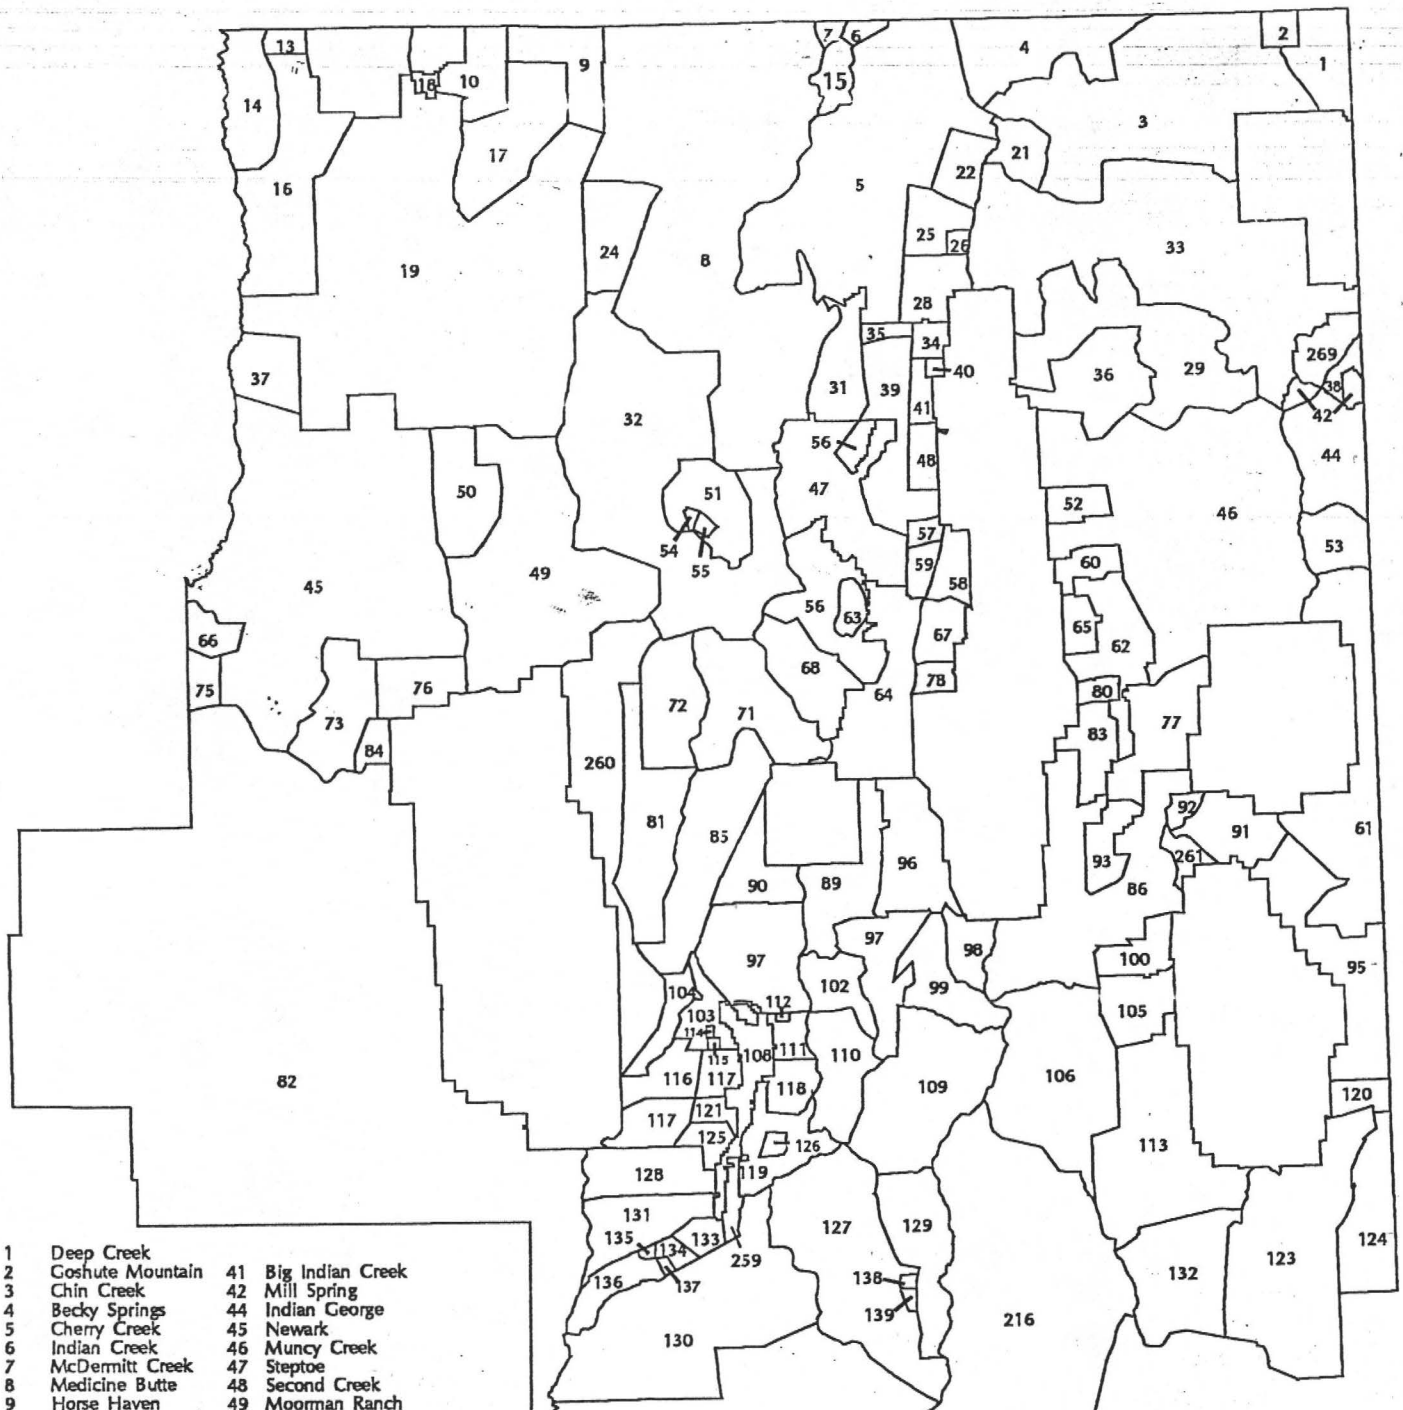 7 6 4 2
13 1
9
10 18 15
14
3
17 21
22
16 5
25 26 33
24
19 8
28
35 34 269
37 31 39 40 36 29 38
41 42
32 56
48 44
50 51 47
52 46
54 57 53
55 59 60
45 49 58
56 63
66 65
67 62
68
75 76 78 80
73 72 71 64 77
83
84
260
92
81 91 61
85
93 261
96
90 89 86
97 97 98
100 95
104 102 99
112 105
103
114
108 111 110
115
116 117 106
82 118 109
120
121
117
125 126 113
128 119
131 127 129 124
135 134 133
259 123
136 137 138 132
139
130 216
1 Deep Creek
2 Goshute Mountain 41 Big Indian Creek
3 Chin Creek 42 Mill Spring
4 Becky Springs 44 Indian George
5 Cherry Creek 45 Newark
6 Indian Creek 46 Muncy Creek
7 McDermitt Creek 47 Steptoe
8 Medicine Butte 48 Second Creek
9 Horse Haven 49 Moorman Ranch